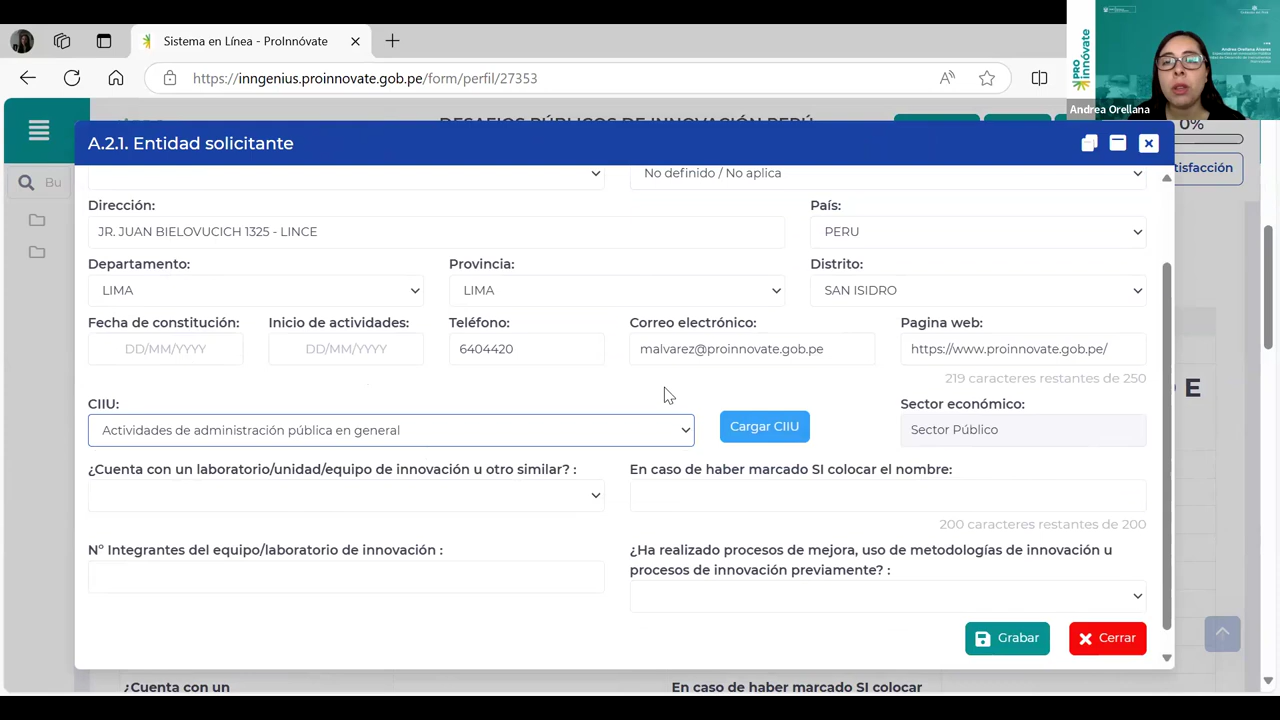 Sistema en Línea - ProInnóvate
https://inngenius.proinnovate.gob.pe/form/perfil/27353
PRO
innóvate
Andrea Orellana Alvarez
Andrea Orellana
DESAFIOS PÚBLICOS DE INNOVACIÓN PERÚ
0%
Bu
tisfacción
A.2.1. Entidad solicitante
No definido / No aplica
Dirección:
País:
JR. JUAN BIELOVUCICH 1325 - LINCE
PERU
Departamento:
Provincia:
Distrito:
LIMA
LIMA
SAN ISIDRO
Fecha de constitución:
Inicio de actividades:
Teléfono:
Correo electrónico:
Pagina web:
DD/MM/YYYY
DD/MM/YYYY
6404420
malvarez@proinnovate.gob.pe
https://www.proinnovate.gob.pe/
219 caracteres restantes de 250
D E
CIIU:
Sector económico:
Actividades de administración pública en general
Cargar CIIU
Sector Público
¿Cuenta con un laboratorio/unidad/equipo de innovación u otro similar? :
En caso de haber marcado SI colocar el nombre:
200 caracteres restantes de 200
Nº Integrantes del equipo/laboratorio de innovación :
¿Ha realizado procesos de mejora, uso de metodologías de innovación u
procesos de innovación previamente? :
Grabar
Cerrar
¿Cuenta con un
En caso de haber marcado SI colocar